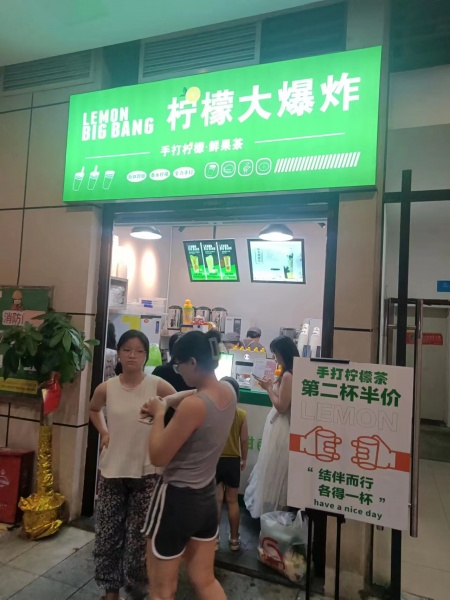 LEMON
BIG BANG
柠檬大爆炸
手打柠檬·鲜果茶
消防
手打柠檬茶
第二杯半价
LEMON
“结伴而行
各得一杯”
have a nice day